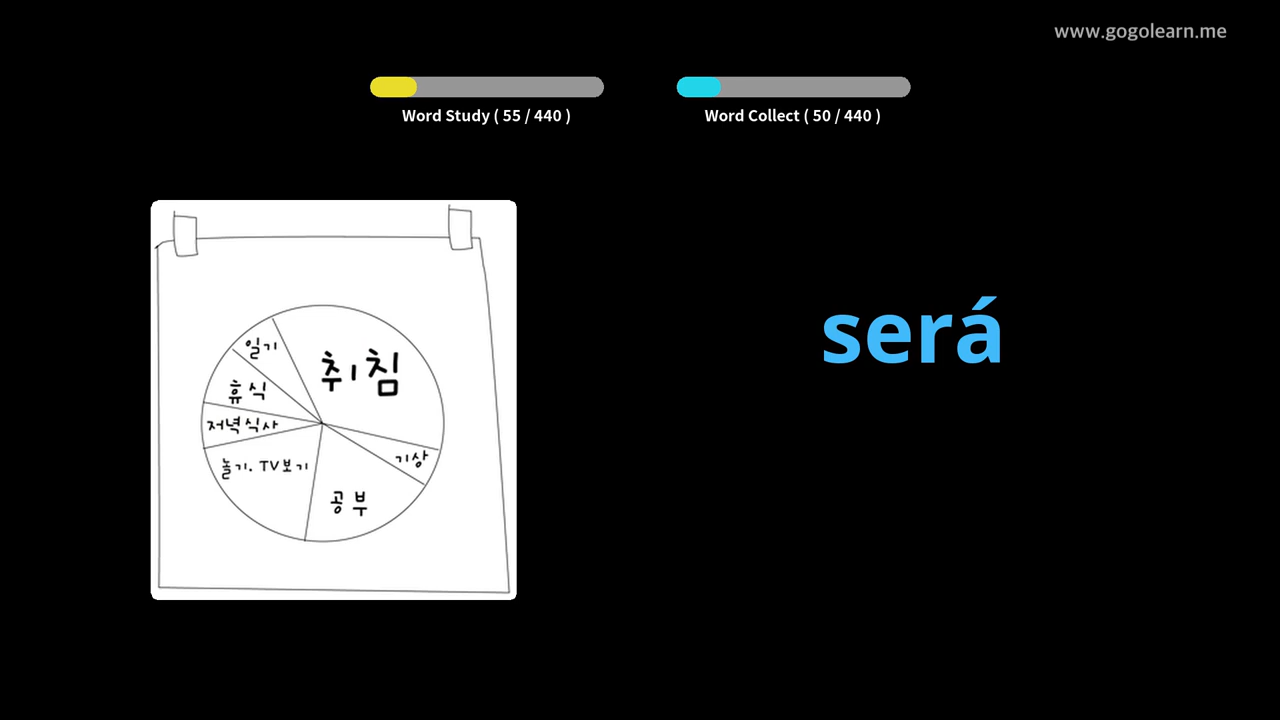 www.gogolearn.me
Word Study ( 55 / 440 )
Word Collect ( 50 / 440 )
일기
취침
휴식
저녁식사
놀기. TV보기
기상
공부
será